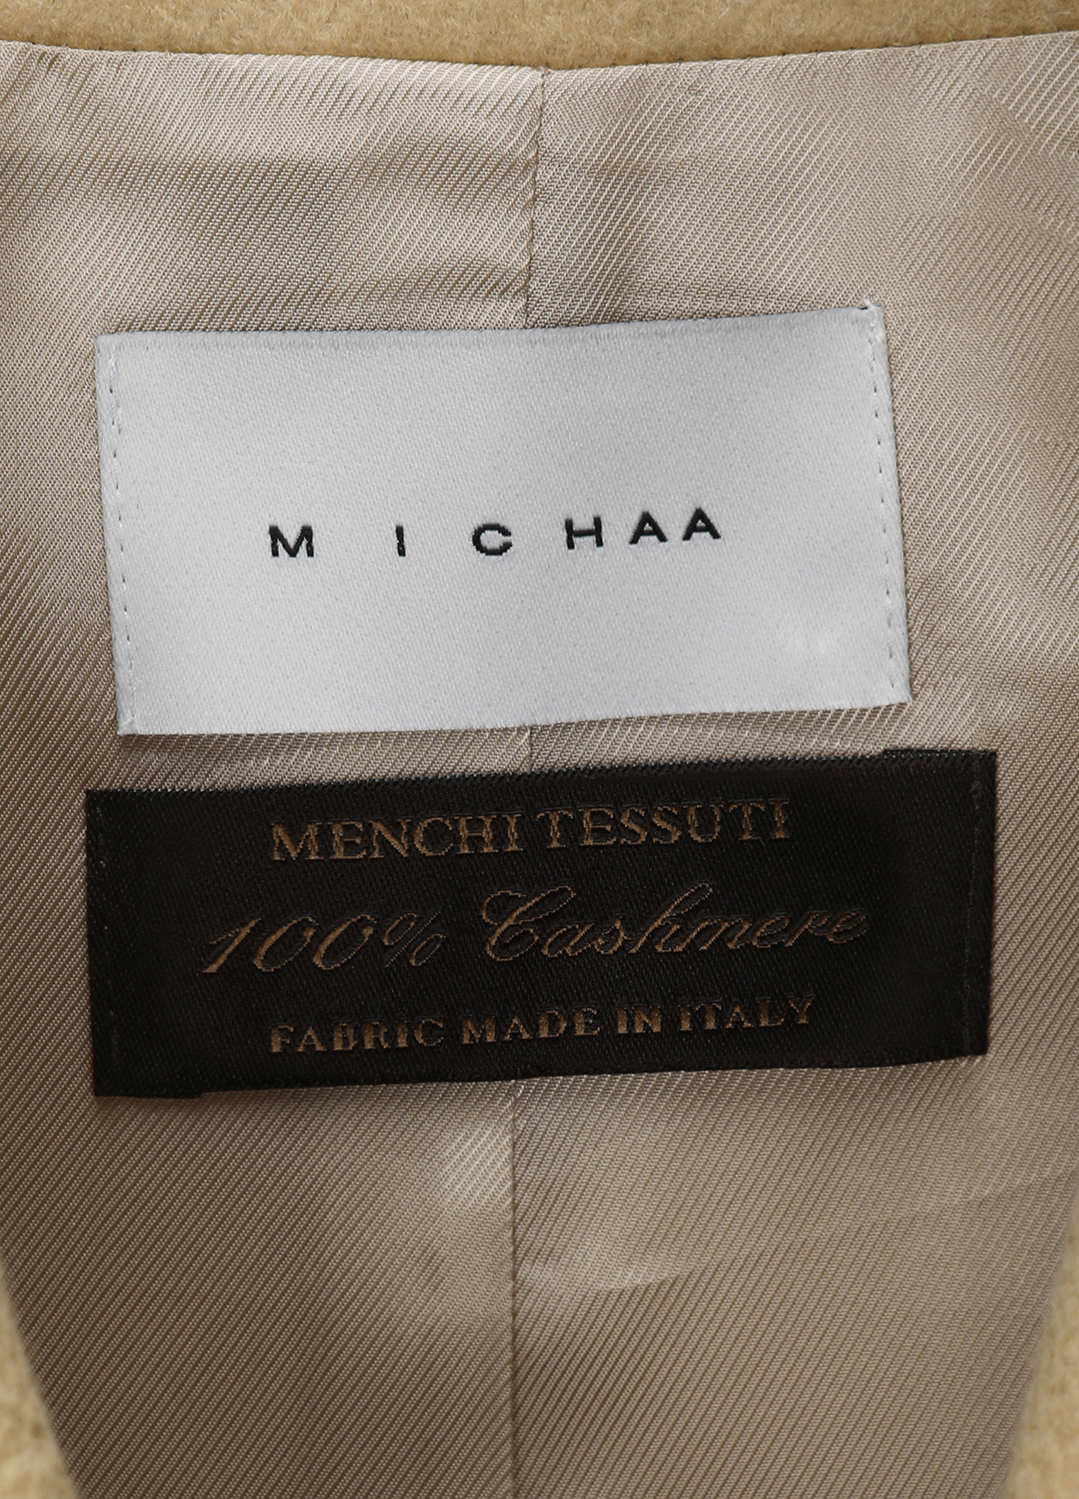 MICHAA
MENCHI TESSUTI
100% Cashmere
FABRIC MADE IN ITALY